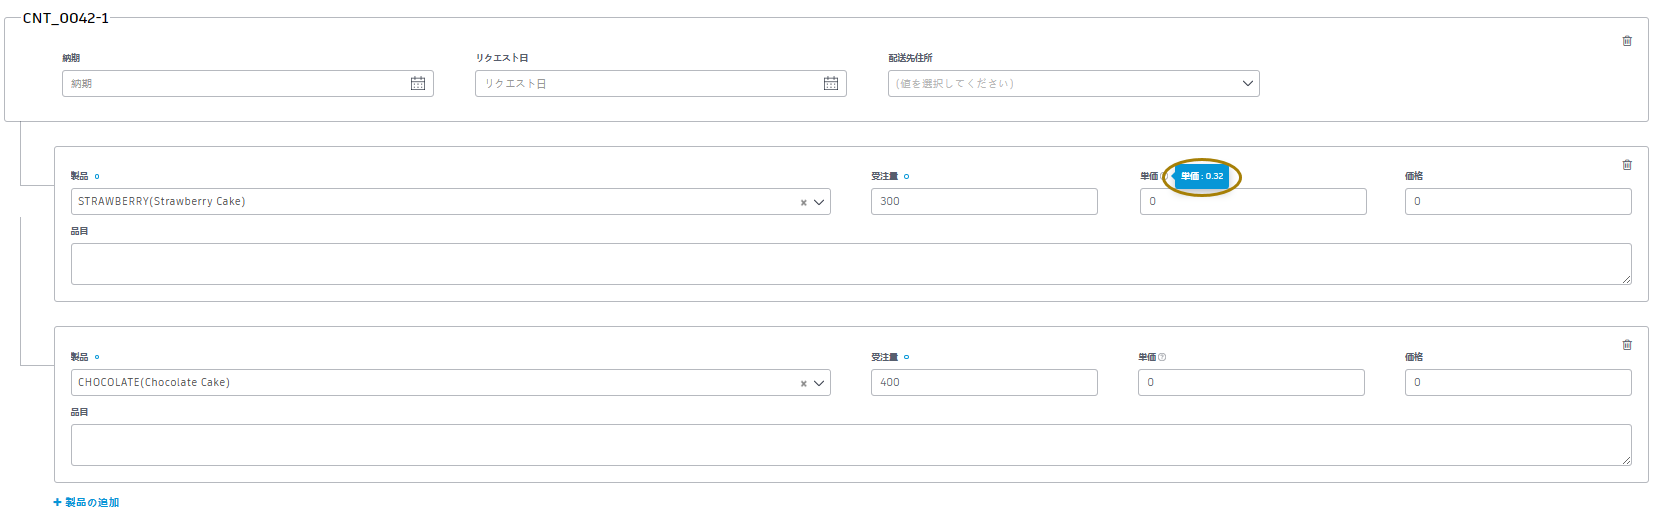 CNT_0042-1
納期 リクエスト日 配送先住所
納期 リクエスト日 (値を選択してください)
製品 受注量 単価 単価 : 0.32 価格
STRAWBERRY(Strawberry Cake) 300 0 0
品目
製品 受注量 単価 価格
CHOCOLATE(Chocolate Cake) 400 0 0
品目
+ 製品の追加